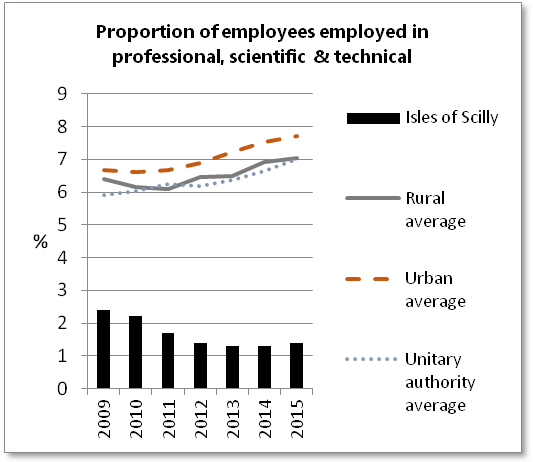 Proportion of employees employed in
professional, scientific & technical
9
8
7
6
5
4
3
2
1
0
%
2009
2010
2011
2012
2013
2014
2015
Isles of Scilly
Rural
average
Urban
average
Unitary
authority
average